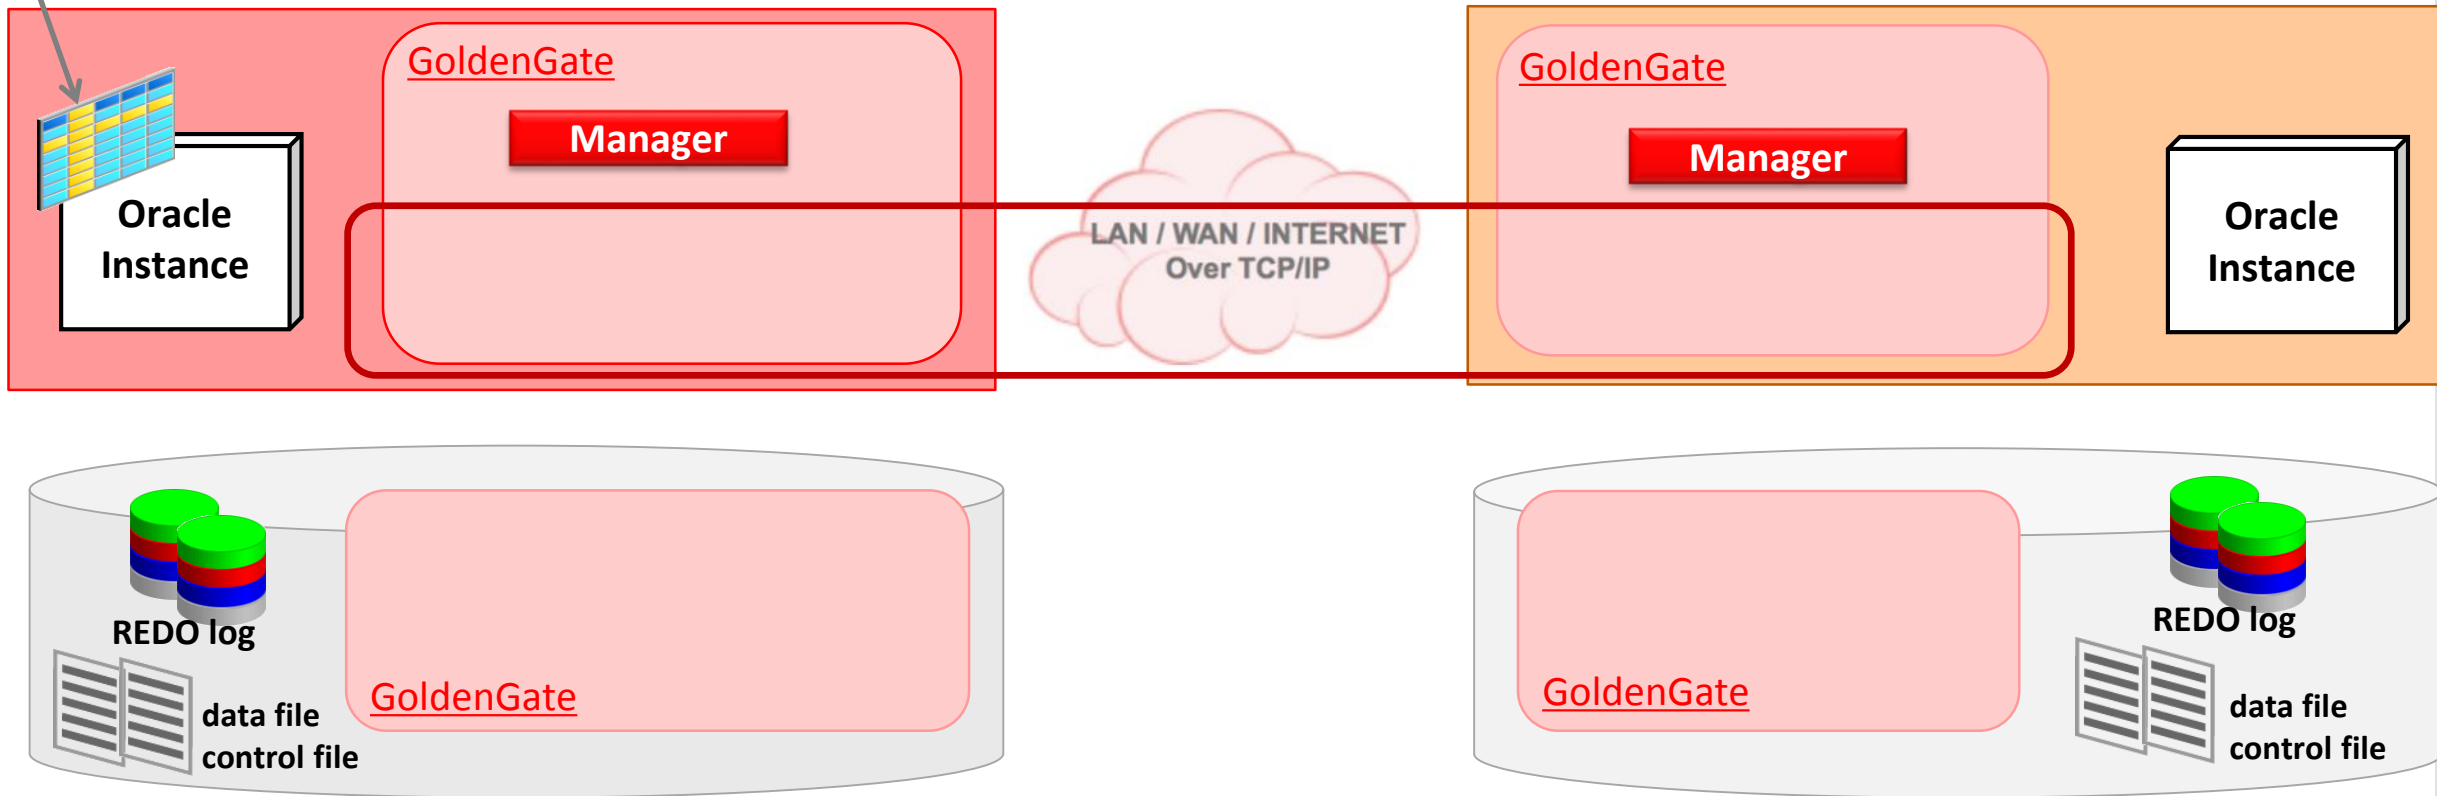 GoldenGate
Manager
Oracle
Instance
LAN / WAN / INTERNET
Over TCP/IP
GoldenGate
Manager
Oracle
Instance
REDO log
data file
control file
GoldenGate
GoldenGate
REDO log
data file
control file